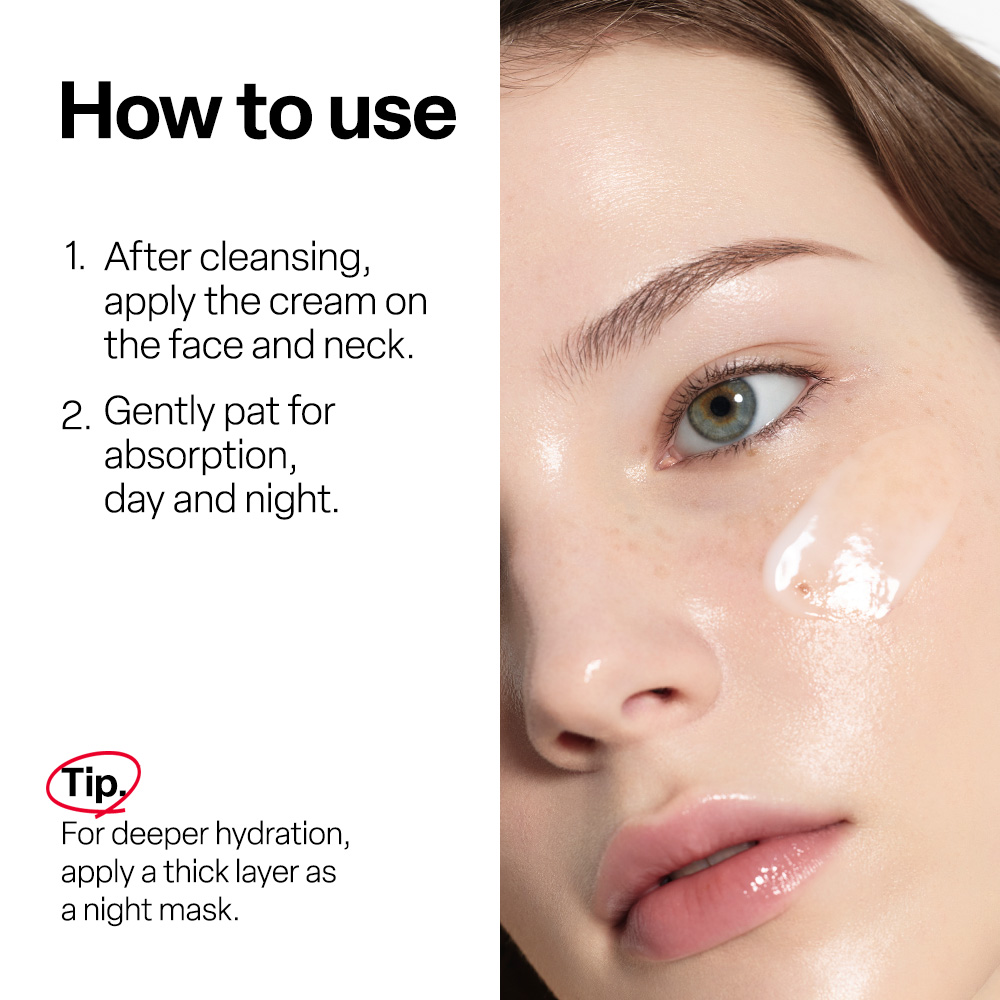 How to use
1. After cleansing,
apply the cream on
the face and neck.
2. Gently pat for
absorption,
day and night.
Tip.
For deeper hydration,
apply a thick layer as
a night mask.